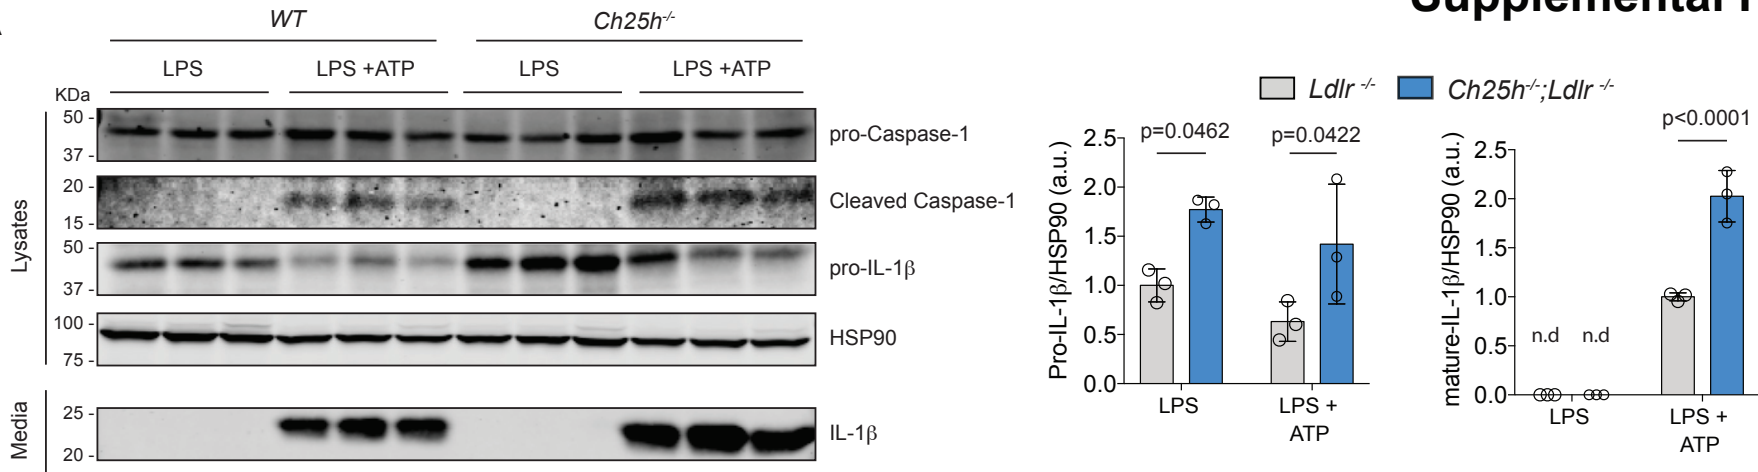 WT
Ch25h-/-
LPS
LPS +ATP
LPS
LPS +ATP
KDa
50 -
37 -
pro-Caspase-1
20 -
15 -
Cleaved Caspase-1
50 -
37 -
pro-IL-1β
100 -
75 -
HSP90
Lysates
25 -
20 -
IL-1β
Media
Supplemental
Ldlr -/-
Ch25h-/-;Ldlr -/-
Pro-IL-1β/HSP90 (a.u.)
2.5
2.0
1.5
1.0
0.5
0.0
p=0.0462
p=0.0422
LPS
LPS +
ATP
mature-IL-1β/HSP90 (a.u.)
2.5
2.0
1.5
1.0
0.5
0.0
p<0.0001
n.d
n.d
LPS
LPS +
ATP